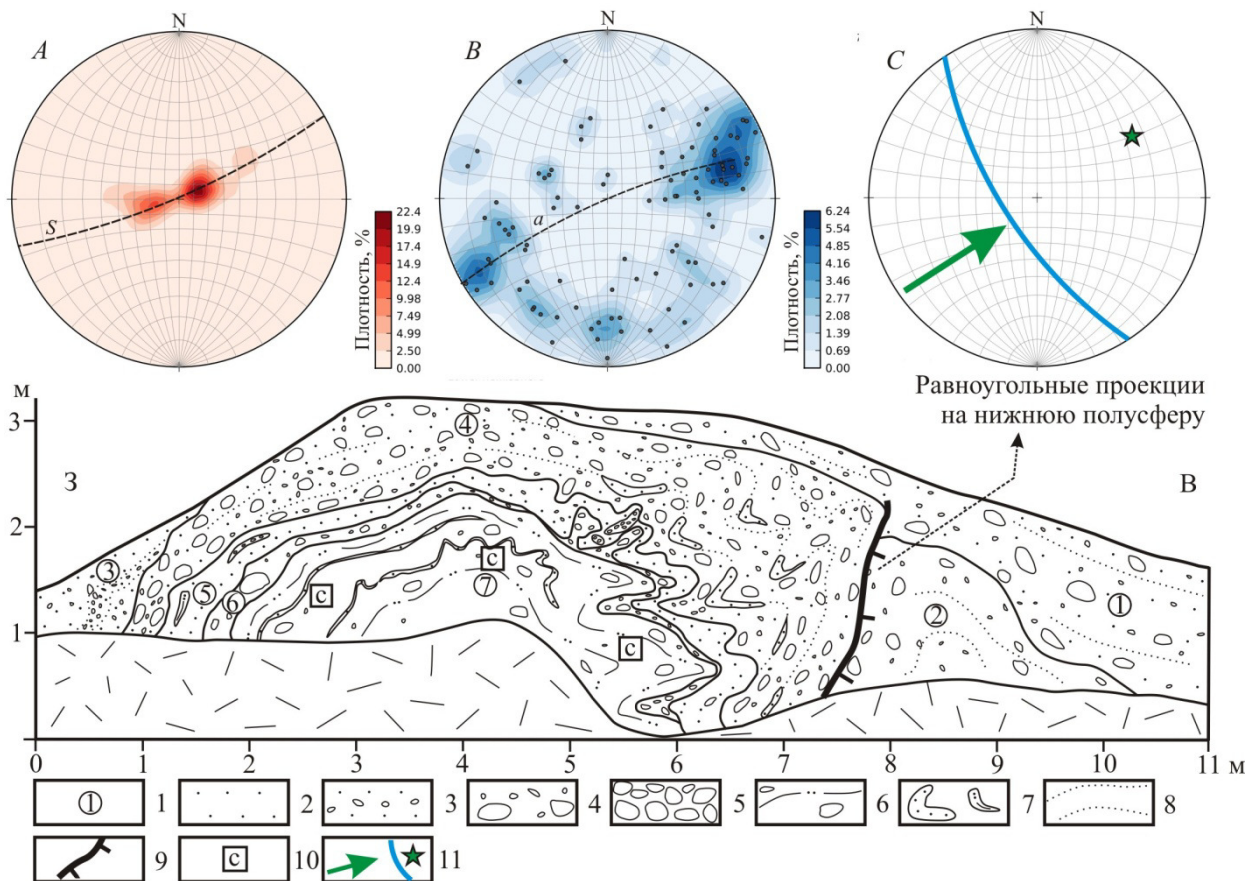 A
N
S
Плотность, %
22.4
19.9
17.4
14.9
12.4
9.98
7.49
4.99
2.50
0.00
B
N
a
Плотность, %
6.24
5.54
4.85
4.16
3.46
2.77
2.08
1.39
0.69
0.00
C
N
Равноугольные проекции
на нижнюю полусферу
м
3
2
1
З
В
4
3
5
6
7
с
с
с
2
1
0 1 2 3 4 5 6 7 8 9 10 11 м
1 1 2 3 4 5 6 7 8
9 с 10 11